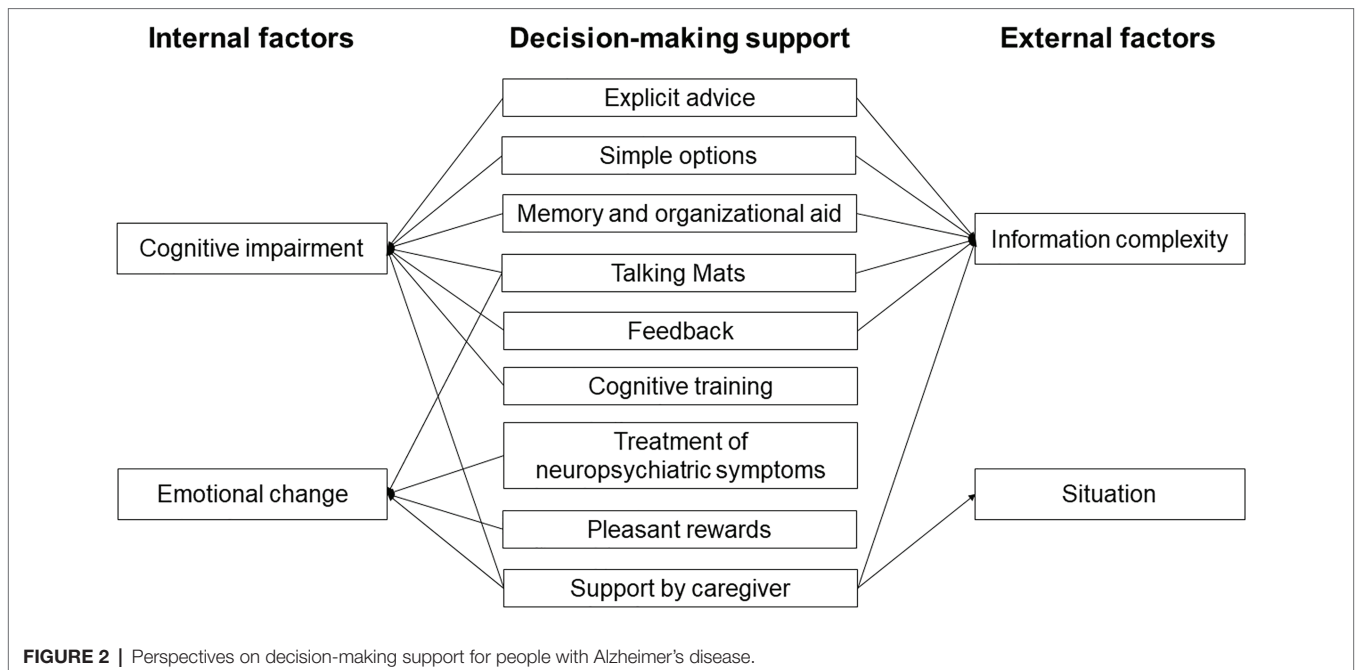 Internal factors
Decision-making support
External factors
Explicit advice
Simple options
Memory and organizational aid
Talking Mats
Feedback
Cognitive training
Treatment of
neuropsychiatric symptoms
Pleasant rewards
Support by caregiver
Cognitive impairment
Emotional change
Information complexity
Situation
FIGURE 2 | Perspectives on decision-making support for people with Alzheimer’s disease.